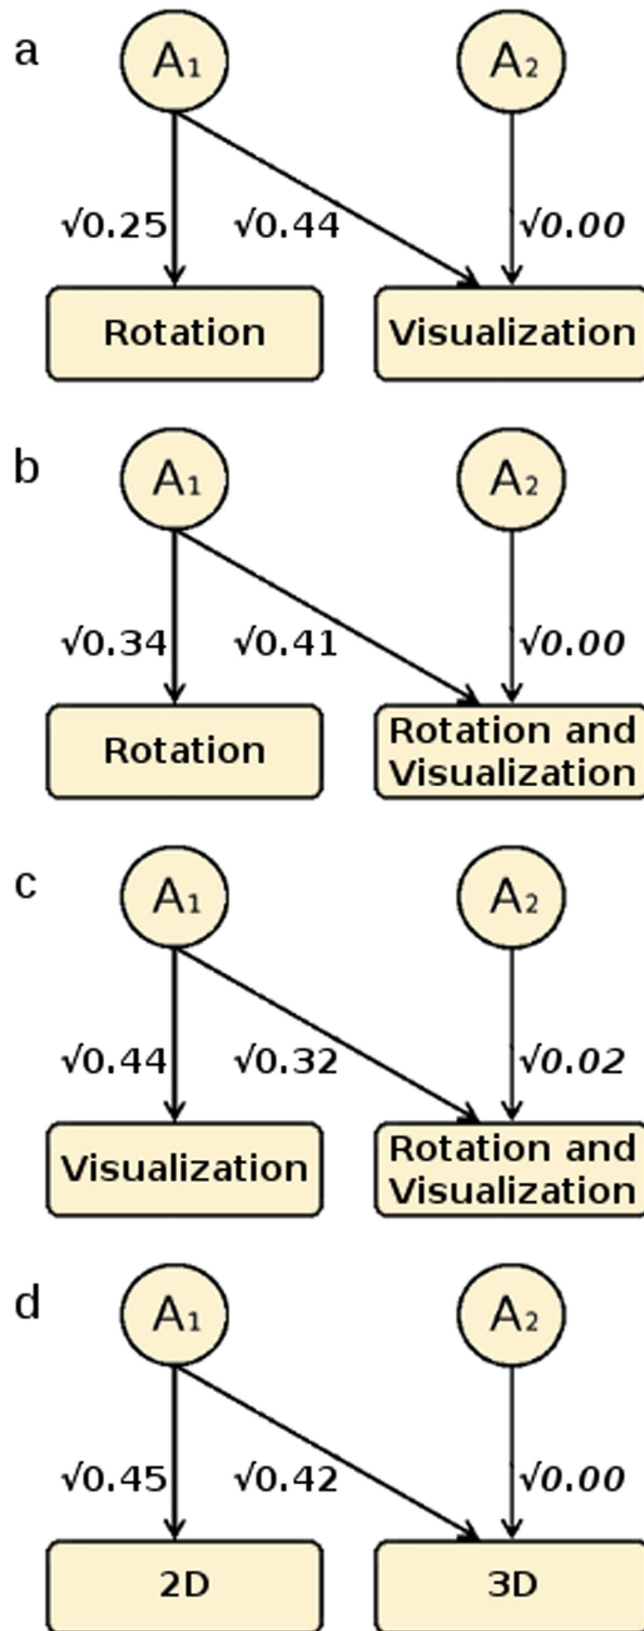 a
A₁ A₂
√0.25 √0.44 √0.00
Rotation Visualization
b
A₁ A₂
√0.34 √0.41 √0.00
Rotation Rotation and
Visualization
c
A₁ A₂
√0.44 √0.32 √0.02
Visualization Rotation and
Visualization
d
A₁ A₂
√0.45 √0.42 √0.00
2D 3D